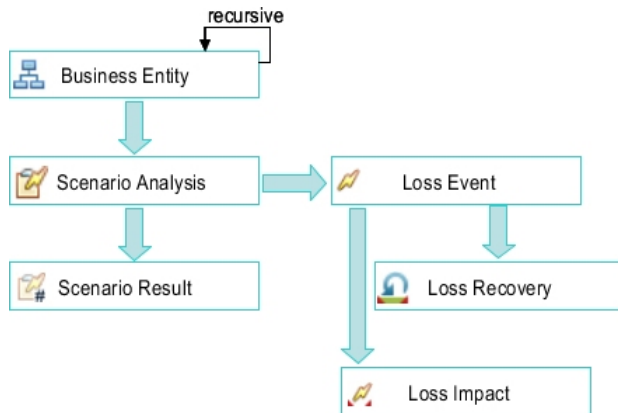 recursive
Business Entity
Scenario Analysis
Loss Event
Scenario Result
Loss Recovery
Loss Impact